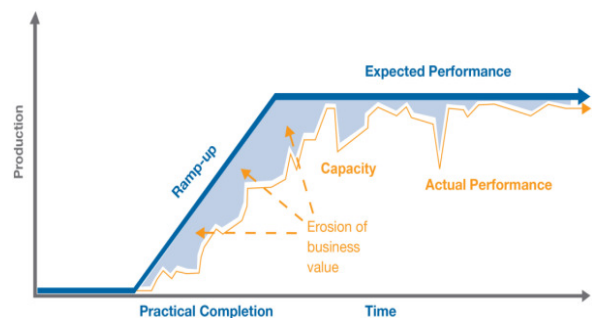 Expected Performance
Production
Ramp-up
Capacity
Actual Performance
Erosion of
business
value
Practical Completion
Time